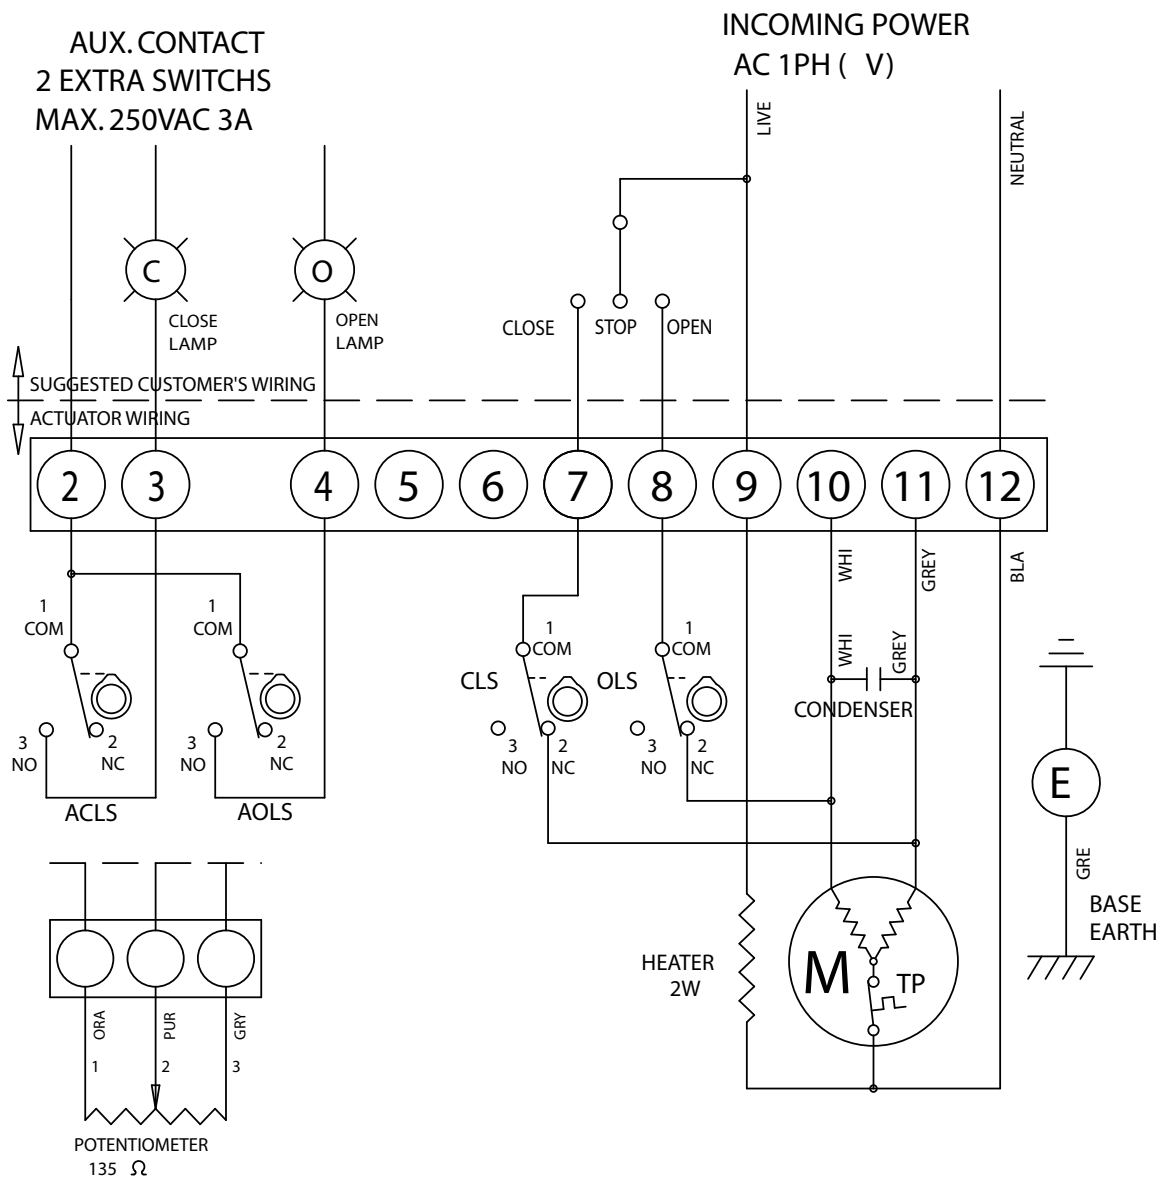 AUX. CONTACT
2 EXTRA SWITCHS
MAX. 250VAC 3A
INCOMING POWER
AC 1PH (   V)
LIVE
NEUTRAL
C
O
CLOSE
LAMP
OPEN
LAMP
CLOSE
STOP
OPEN
SUGGESTED CUSTOMER'S WIRING
ACTUATOR WIRING
2
3
4
5
6
7
8
9
10
11
12
WHI
GREY
BLA
1
COM
1
COM
1
COM
1
COM
WHI
GREY
CLS
OLS
CONDENSER
3
NO
2
NC
3
NO
2
NC
3
NO
2
NC
3
NO
2
NC
ACLS
AOLS
E
GRE
BASE
EARTH
HEATER
2W
M
TP
ORA
PUR
GRY
1
2
3
POTENTIOMETER
135 Ω